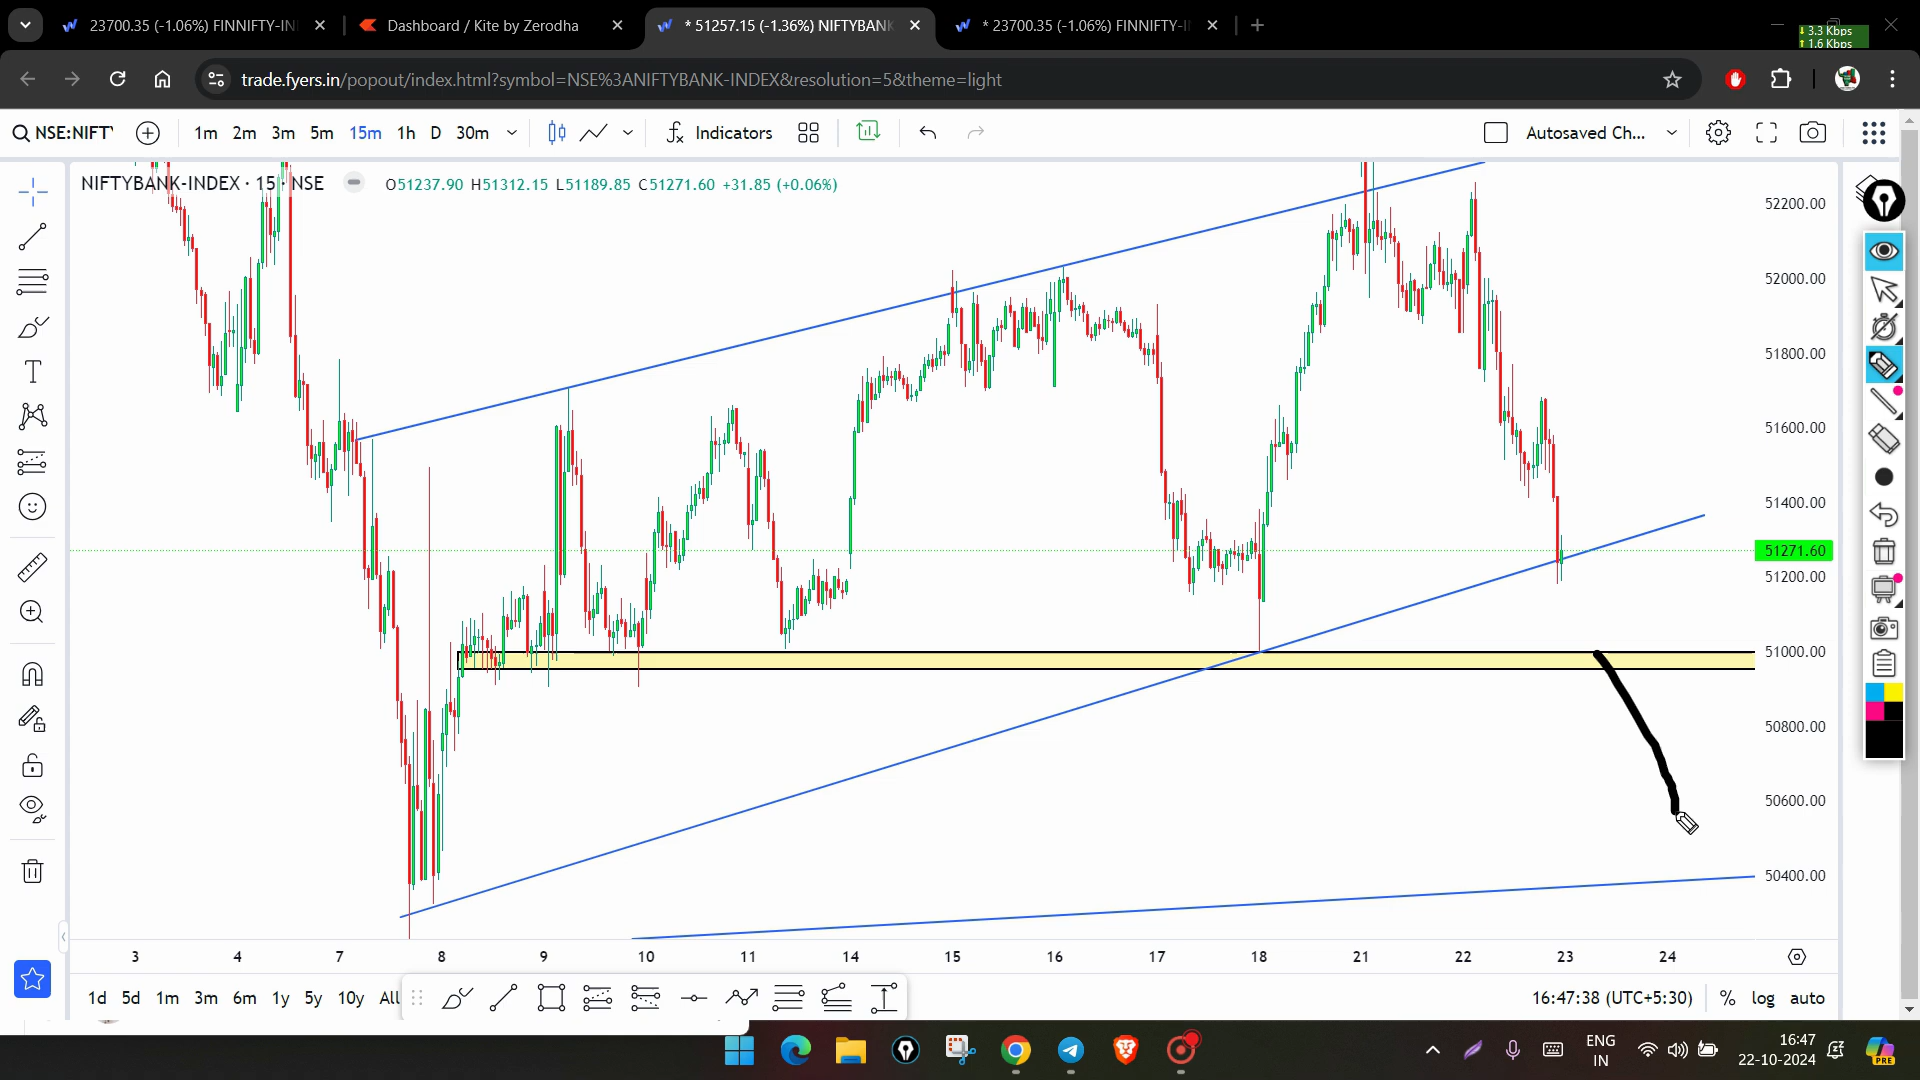 23700.35 (-1.06%) FINNIFTY-IN
Dashboard / Kite by Zerodha
* 51257.15 (-1.36%) NIFTYBANK
* 23700.35 (-1.06%) FINNIFTY-I
3.3 Kbps
1.6 Kbps
trade.fyers.in/popout/index.html?symbol=NSE%3ANIFTYBANK-INDEX&resolution=5&theme=light
NSE:NIFTY
1m 2m 3m 5m 15m 1h D 30m
Indicators
Autosaved Ch...
NIFTYBANK-INDEX · 15 · NSE
O51237.90 H51312.15 L51189.85 C51271.60 +31.85 (+0.06%)
52200.00
52000.00
51800.00
51600.00
51400.00
51271.60
51200.00
51000.00
50800.00
50600.00
50400.00
3 4 7 8 9 10 11 14 15 16 17 18 21 22 23 24
1d 5d 1m 3m 6m 1y 5y 10y All
16:47:38 (UTC+5:30) % log auto
ENG
IN
16:47
22-10-2024
PRE